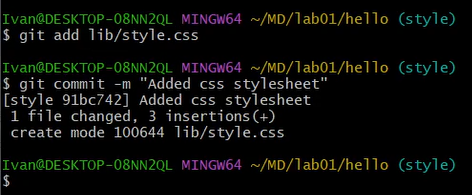 Ivan@DESKTOP-08NN2QL MINGW64 ~/MD/lab01/hello (style)
$ git add lib/style.css
Ivan@DESKTOP-08NN2QL MINGW64 ~/MD/lab01/hello (style)
$ git commit -m "Added css stylesheet"
[style 91bc742] Added css stylesheet
1 file changed, 3 insertions(+)
create mode 100644 lib/style.css
Ivan@DESKTOP-08NN2QL MINGW64 ~/MD/lab01/hello (style)
$